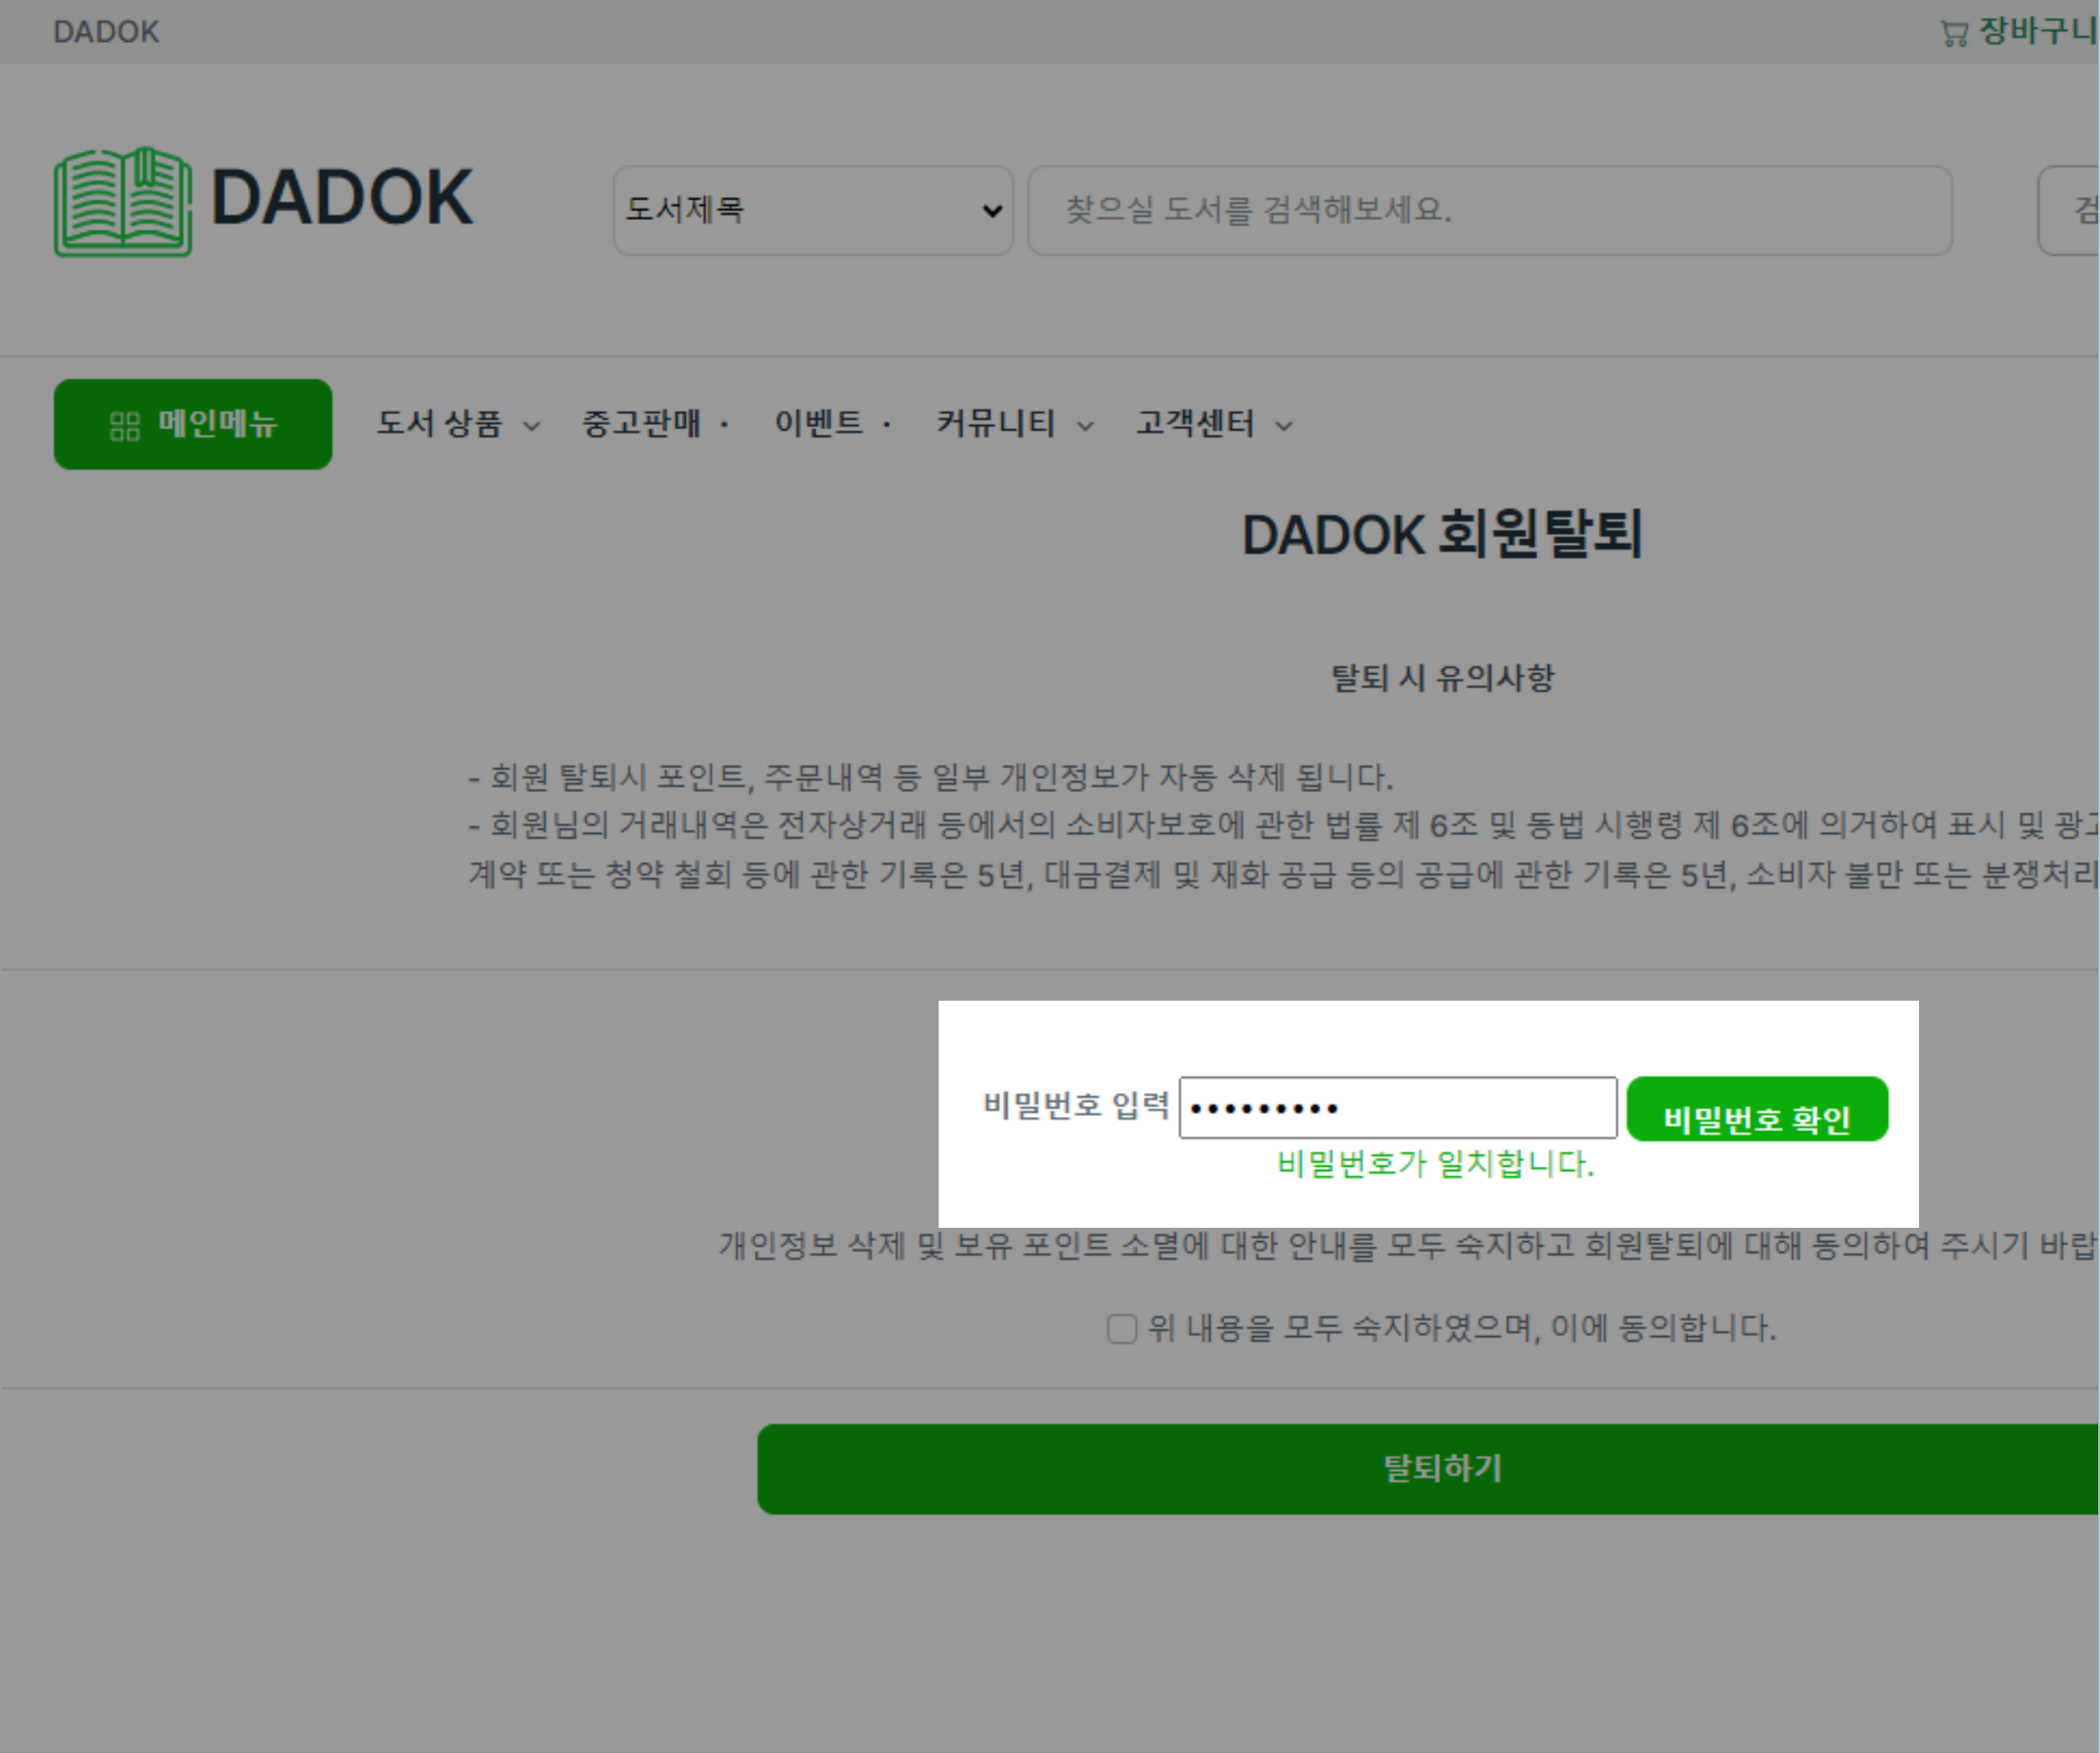 DADOK
장바구니
DADOK
도서제목
찾으실 도서를 검색해보세요.
메인메뉴
도서 상품
중고판매 ·
이벤트 ·
커뮤니티
고객센터
DADOK 회원탈퇴
탈퇴 시 유의사항
- 회원 탈퇴시 포인트, 주문내역 등 일부 개인정보가 자동 삭제 됩니다.
- 회원님의 거래내역은 전자상거래 등에서의 소비자보호에 관한 법률 제 6조 및 동법 시행령 제 6조에 의거하여 표시 및
계약 또는 청약 철회 등에 관한 기록은 5년, 대금결제 및 재화 공급 등의 공급에 관한 기록은 5년, 소비자 불만 또는 분쟁처리
비밀번호 입력 ••••••••• 비밀번호 확인
비밀번호가 일치합니다.
개인정보 삭제 및 보유 포인트 소멸에 대한 안내를 모두 숙지하고 회원탈퇴에 대해 동의하여 주시기
위 내용을 모두 숙지하였으며, 이에 동의합니다.
탈퇴하기